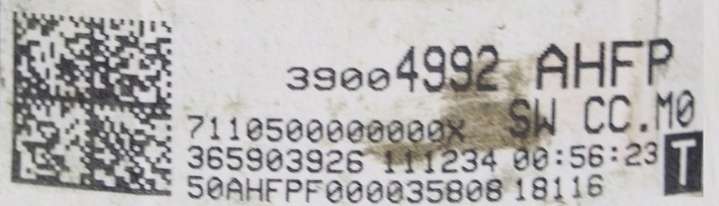 39004992 AHFP
7110500000000X SW CC.M0
365903926 111234 00:56:23 T
50AHFPF000035808 18116